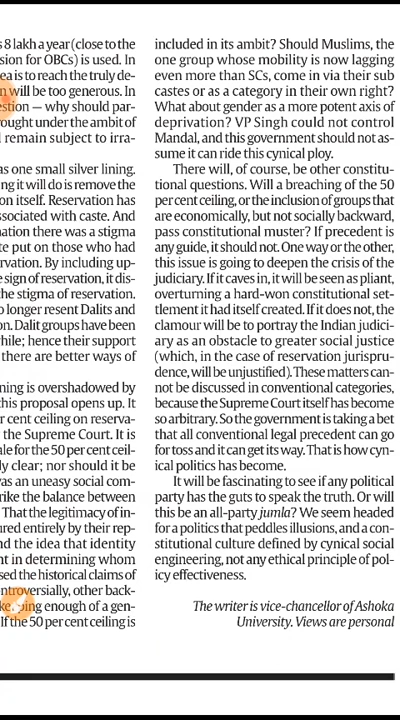 s 8 lakh a year (close to the
sion for OBCs) is used. In
ea is to reach the truly de-
n will be too generous. In
estion — why should par-
ought under the ambit of
l remain subject to irra-
as one small silver lining.
ng it will do is remove the
on itself. Reservation has
ssociated with caste. And
nation there was a stigma
te put on those who had
rvation. By including up-
e sign of reservation, it dis-
the stigma of reservation.
o longer resent Dalits and
on. Dalit groups have been
hile; hence their support
there are better ways of
ning is overshadowed by
this proposal opens up. It
r cent ceiling on reserva-
the Supreme Court. It is
ale for the 50 per cent ceil-
ly clear; nor should it be
as an uneasy social com-
rike the balance between
That the legitimacy of in-
ured entirely by their rep-
nd the idea that identity
nt in determining whom
sed the historical claims of
ntroversially, other back-
ping enough of a gen-
If the 50 per cent ceiling is
included in its ambit? Should Muslims, the
one group whose mobility is now lagging
even more than SCs, come in via their sub
castes or as a category in their own right?
What about gender as a more potent axis of
deprivation? VP Singh could not control
Mandal, and this government should not as-
sume it can ride this cynical ploy.
There will, of course, be other constitu-
tional questions. Will a breaching of the 50
per cent ceiling, or the inclusion of groups that
are economically, but not socially backward,
pass constitutional muster? If precedent is
any guide, it should not. One way or the other,
this issue is going to deepen the crisis of the
judiciary. If it caves in, it will be seen as pliant,
overturning a hard-won constitutional set-
tlement it had itself created. If it does not, the
clamour will be to portray the Indian judici-
ary as an obstacle to greater social justice
(which, in the case of reservation jurispru-
dence, will be unjustified). These matters can-
not be discussed in conventional categories,
because the Supreme Court itself has become
so arbitrary. So the government is taking a bet
that all conventional legal precedent can go
for toss and it can get its way. That is how cyn-
ical politics has become.
It will be fascinating to see if any political
party has the guts to speak the truth. Or will
this be an all-party jumla? We seem headed
for a politics that peddles illusions, and a con-
stitutional culture defined by cynical social
engineering, not any ethical principle of pol-
icy effectiveness.
The writer is vice-chancellor of Ashoka
University. Views are personal